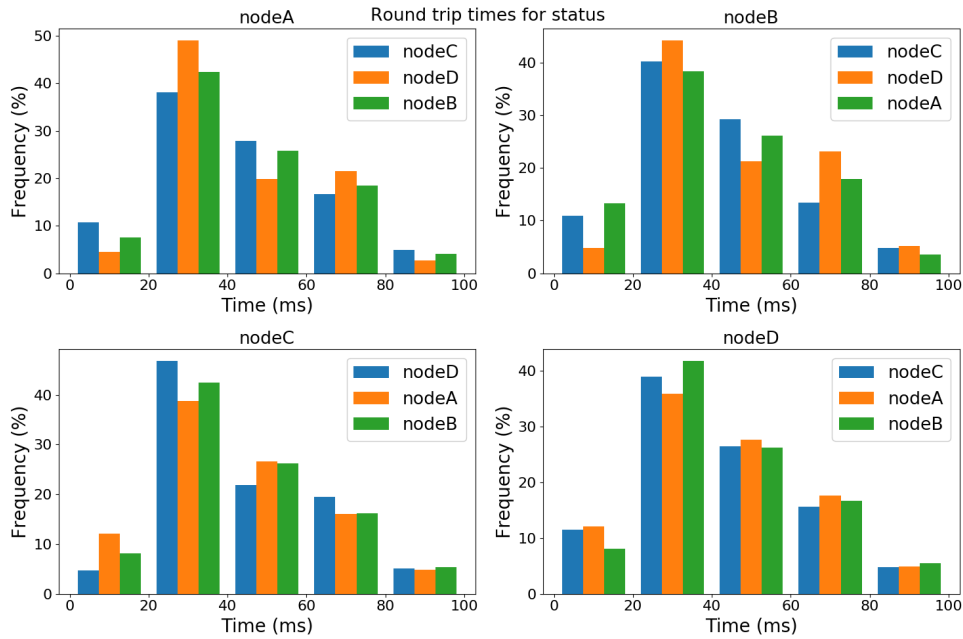 Round trip times for status
nodeA
50
40
30
20
10
0
Frequency (%)
nodeC
nodeD
nodeB
0 20 40 60 80 100
Time (ms)
nodeB
40
30
20
10
0
Frequency (%)
nodeC
nodeD
nodeA
0 20 40 60 80 100
Time (ms)
nodeC
40
30
20
10
0
Frequency (%)
nodeD
nodeA
nodeB
0 20 40 60 80 100
Time (ms)
nodeD
40
30
20
10
0
Frequency (%)
nodeC
nodeA
nodeB
0 20 40 60 80 100
Time (ms)